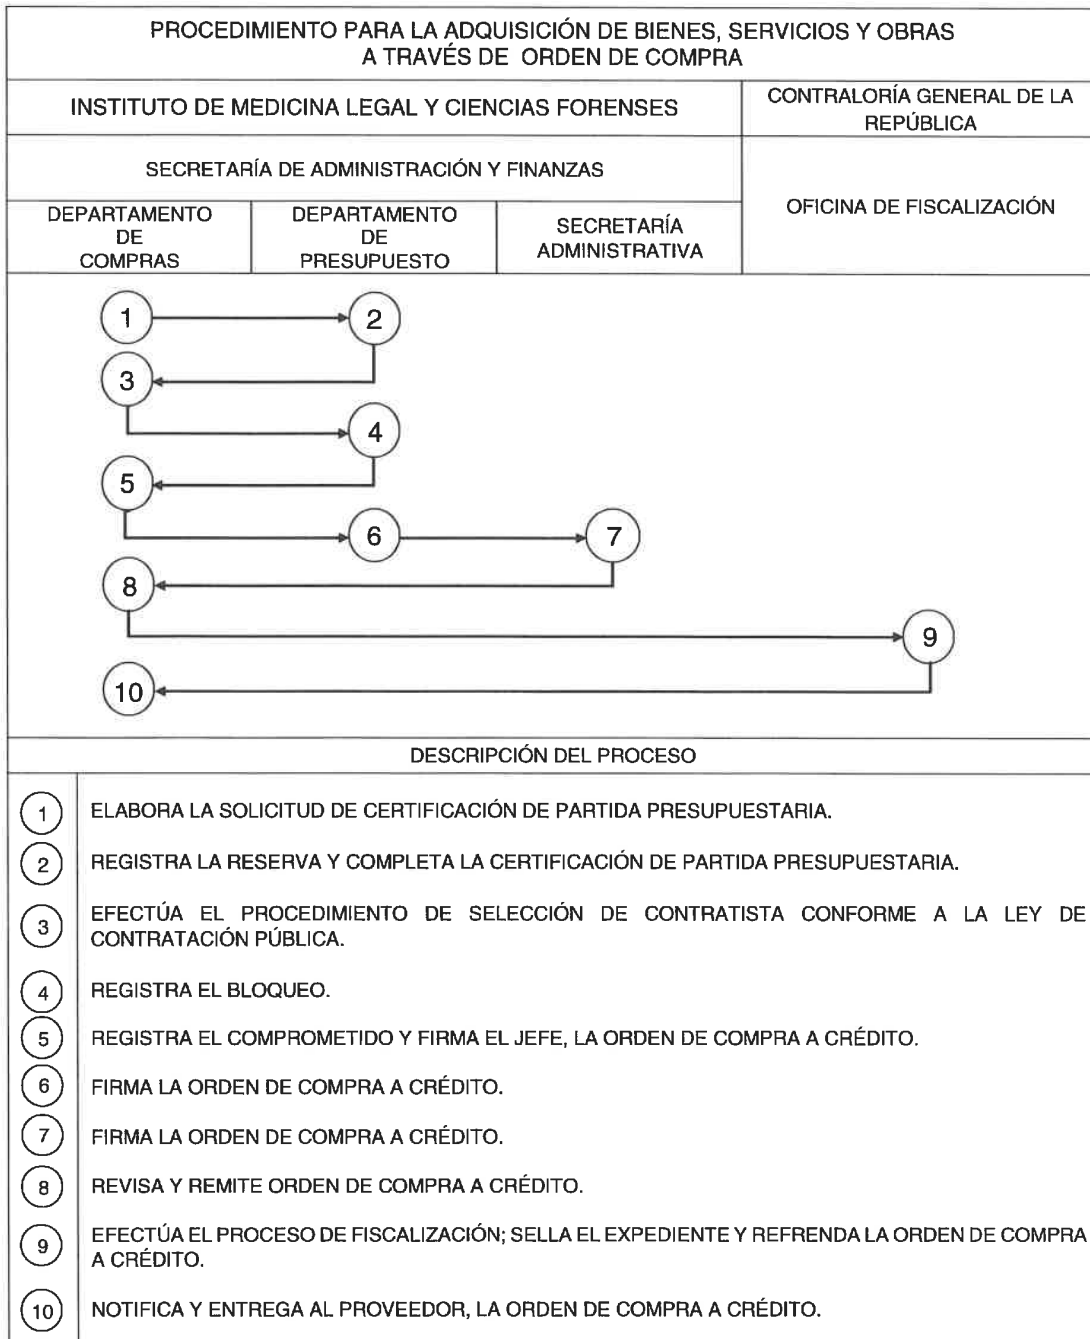 PROCEDIMIENTO PARA LA ADQUISICIÓN DE BIENES, SERVICIOS Y OBRAS
A TRAVÉS DE ORDEN DE COMPRA
INSTITUTO DE MEDICINA LEGAL Y CIENCIAS FORENSES
CONTRALORÍA GENERAL DE LA
REPÚBLICA
SECRETARÍA DE ADMINISTRACIÓN Y FINANZAS
OFICINA DE FISCALIZACIÓN
DEPARTAMENTO
DE
COMPRAS
DEPARTAMENTO
DE
PRESUPUESTO
SECRETARÍA
ADMINISTRATIVA
1
2
3
4
5
6
7
8
9
10
DESCRIPCIÓN DEL PROCESO
1 ELABORA LA SOLICITUD DE CERTIFICACIÓN DE PARTIDA PRESUPUESTARIA.
2 REGISTRA LA RESERVA Y COMPLETA LA CERTIFICACIÓN DE PARTIDA PRESUPUESTARIA.
3 EFECTÚA EL PROCEDIMIENTO DE SELECCIÓN DE CONTRATISTA CONFORME A LA LEY DE
CONTRATACIÓN PÚBLICA.
4 REGISTRA EL BLOQUEO.
5 REGISTRA EL COMPROMETIDO Y FIRMA EL JEFE, LA ORDEN DE COMPRA A CRÉDITO.
6 FIRMA LA ORDEN DE COMPRA A CRÉDITO.
7 FIRMA LA ORDEN DE COMPRA A CRÉDITO.
8 REVISA Y REMITE ORDEN DE COMPRA A CRÉDITO.
9 EFECTÚA EL PROCESO DE FISCALIZACIÓN; SELLA EL EXPEDIENTE Y REFRENDA LA ORDEN DE COMPRA
A CRÉDITO.
10 NOTIFICA Y ENTREGA AL PROVEEDOR, LA ORDEN DE COMPRA A CRÉDITO.